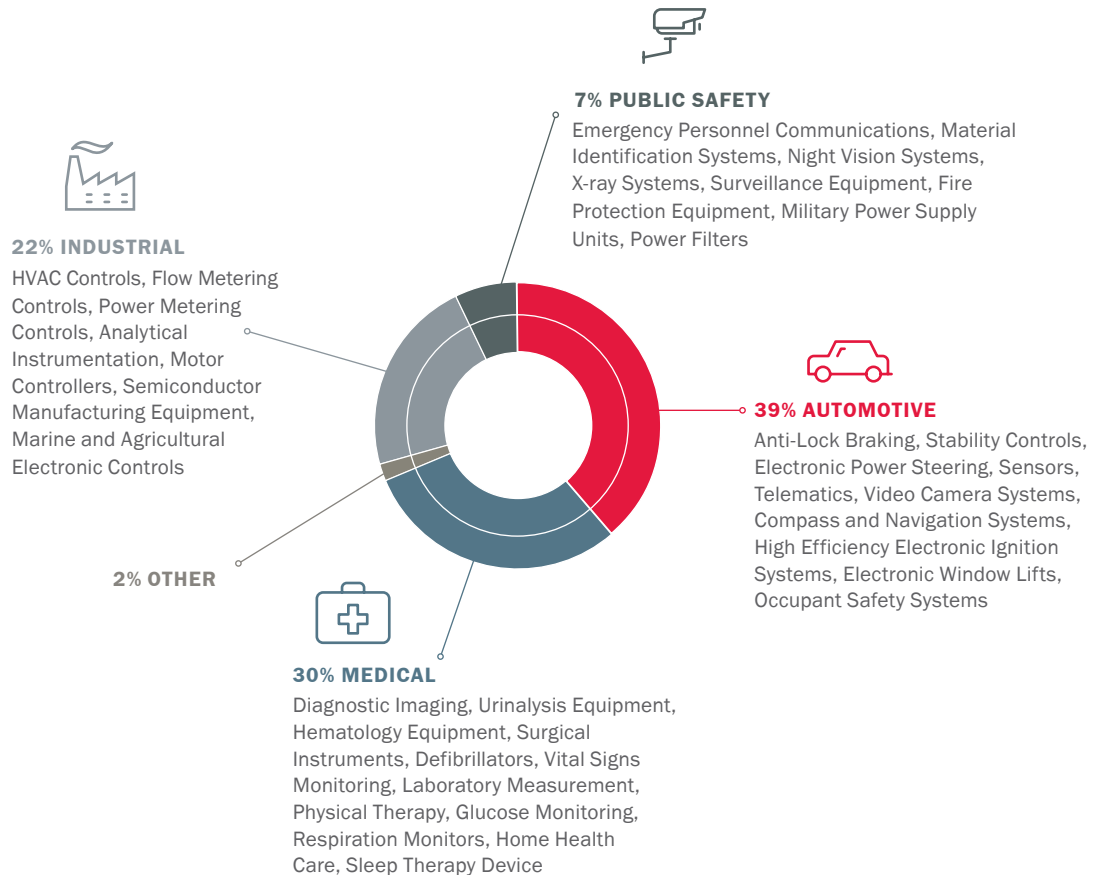 7% PUBLIC SAFETY
Emergency Personnel Communications, Material
Identification Systems, Night Vision Systems,
X-ray Systems, Surveillance Equipment, Fire
Protection Equipment, Military Power Supply
Units, Power Filters
22% INDUSTRIAL
HVAC Controls, Flow Metering
Controls, Power Metering
Controls, Analytical
Instrumentation, Motor
Controllers, Semiconductor
Manufacturing Equipment,
Marine and Agricultural
Electronic Controls
39% AUTOMOTIVE
Anti-Lock Braking, Stability Controls,
Electronic Power Steering, Sensors,
Telematics, Video Camera Systems,
Compass and Navigation Systems,
High Efficiency Electronic Ignition
Systems, Electronic Window Lifts,
Occupant Safety Systems
2% OTHER
30% MEDICAL
Diagnostic Imaging, Urinalysis Equipment,
Hematology Equipment, Surgical
Instruments, Defibrillators, Vital Signs
Monitoring, Laboratory Measurement,
Physical Therapy, Glucose Monitoring,
Respiration Monitors, Home Health
Care, Sleep Therapy Device